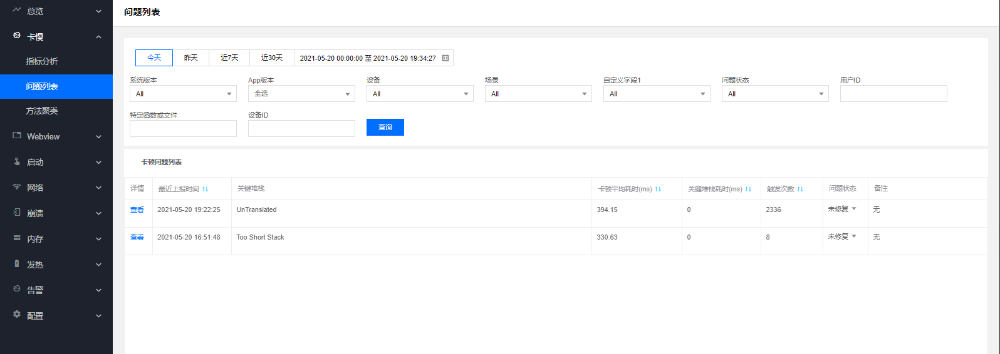 总览
卡慢
指标分析
问题列表
方法聚类
Webview
启动
网络
崩溃
内存
发热
告警
配置
问题列表
今天 昨天 近7天 近30天 2021-05-20 00:00:00 至 2021-05-20 19:34:27
系统版本 App版本 设备 场景 自定义字段1 问题状态 用户ID
All 全选 All All All All
特定函数或文件 设备ID
查询
卡顿问题列表
详情 最近上报时间 关键堆栈 卡顿平均耗时(ms) 关键堆栈耗时(ms) 触发次数 问题状态 备注
查看 2021-05-20 19:22:25 UnTranslated 394.15 0 2336 未修复 无
查看 2021-05-20 16:51:48 Too Short Stack 330.63 0 8 未修复 无